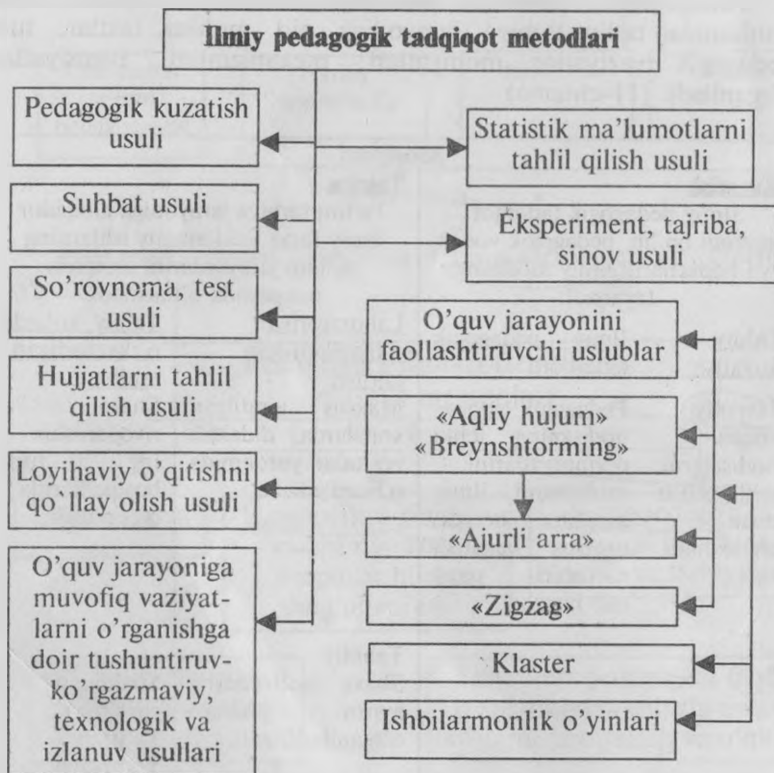 Ilmiy pedagogik tadqiqot metodlari
Pedagogik kuzatish
usuli
Statistik ma'lumotlarni
tahlil qilish usuli
Suhbat usuli
Eksperiment, tajriba,
sinov usuli
So'rovnoma, test
usuli
O'quv jarayonini
faollashtiruvchi uslublar
Hujjatlarni tahlil
qilish usuli
«Aqliy hujum»
«Breynshtorming»
Loyihaviy o'qitishni
qo'llay olish usuli
«Ajurli arra»
O'quv jarayoniga
muvofiq vaziyat-
larni o'rganishga
doir tushuntiruv-
ko'rgazmaviy,
texnologik va
izlanuv usullari
«Zigzag»
Klaster
Ishbilarmonlik o'yinlari